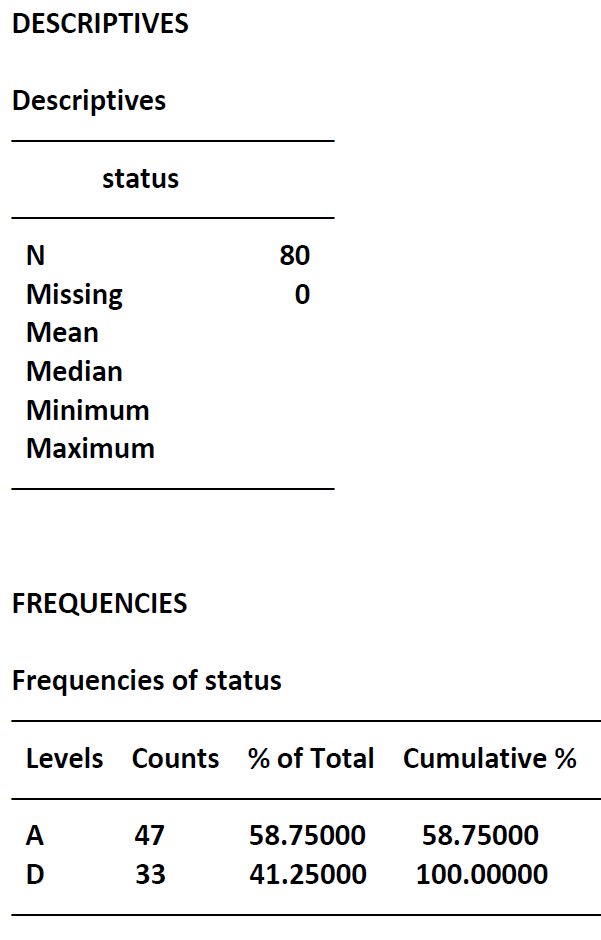 DESCRIPTIVES
Descriptives
status
N 80
Missing 0
Mean
Median
Minimum
Maximum
FREQUENCIES
Frequencies of status
Levels Counts % of Total Cumulative %
A 47 58.75000 58.75000
D 33 41.25000 100.00000